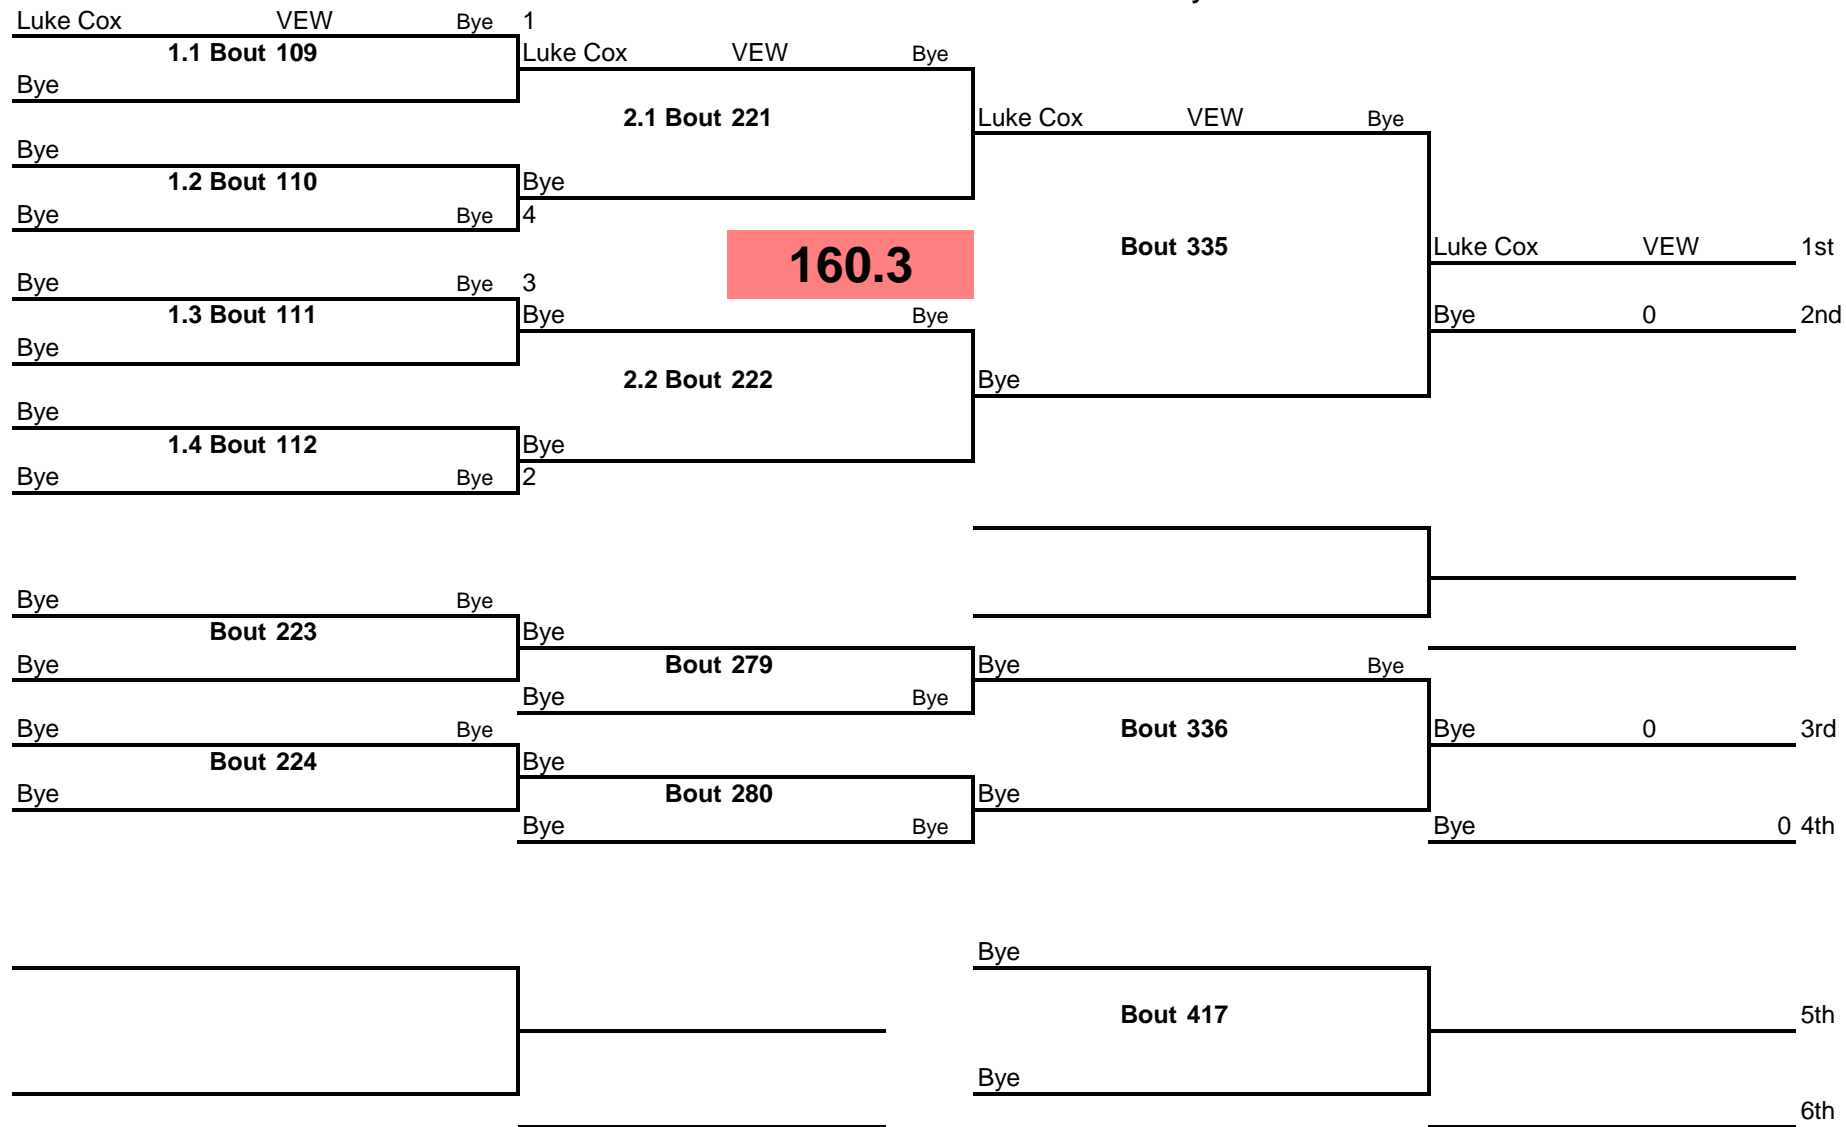 Luke Cox VEW Bye 1
1.1 Bout 109
Luke Cox VEW Bye
Bye
2.1 Bout 221
Luke Cox VEW Bye
Bye
1.2 Bout 110
Bye
Bye Bye 4
160.3
Bout 335
Luke Cox VEW 1st
Bye Bye 3
1.3 Bout 111
Bye Bye
Bye 0 2nd
Bye
2.2 Bout 222
Bye
Bye
1.4 Bout 112
Bye
Bye Bye 2
Bye Bye
Bout 223
Bye
Bye
Bout 279
Bye Bye
Bye Bye
Bye Bye
Bout 336
Bye 0 3rd
Bout 224
Bye
Bye
Bout 280
Bye
Bye Bye
Bye 0 4th
Bye
Bout 417
5th
Bye
6th